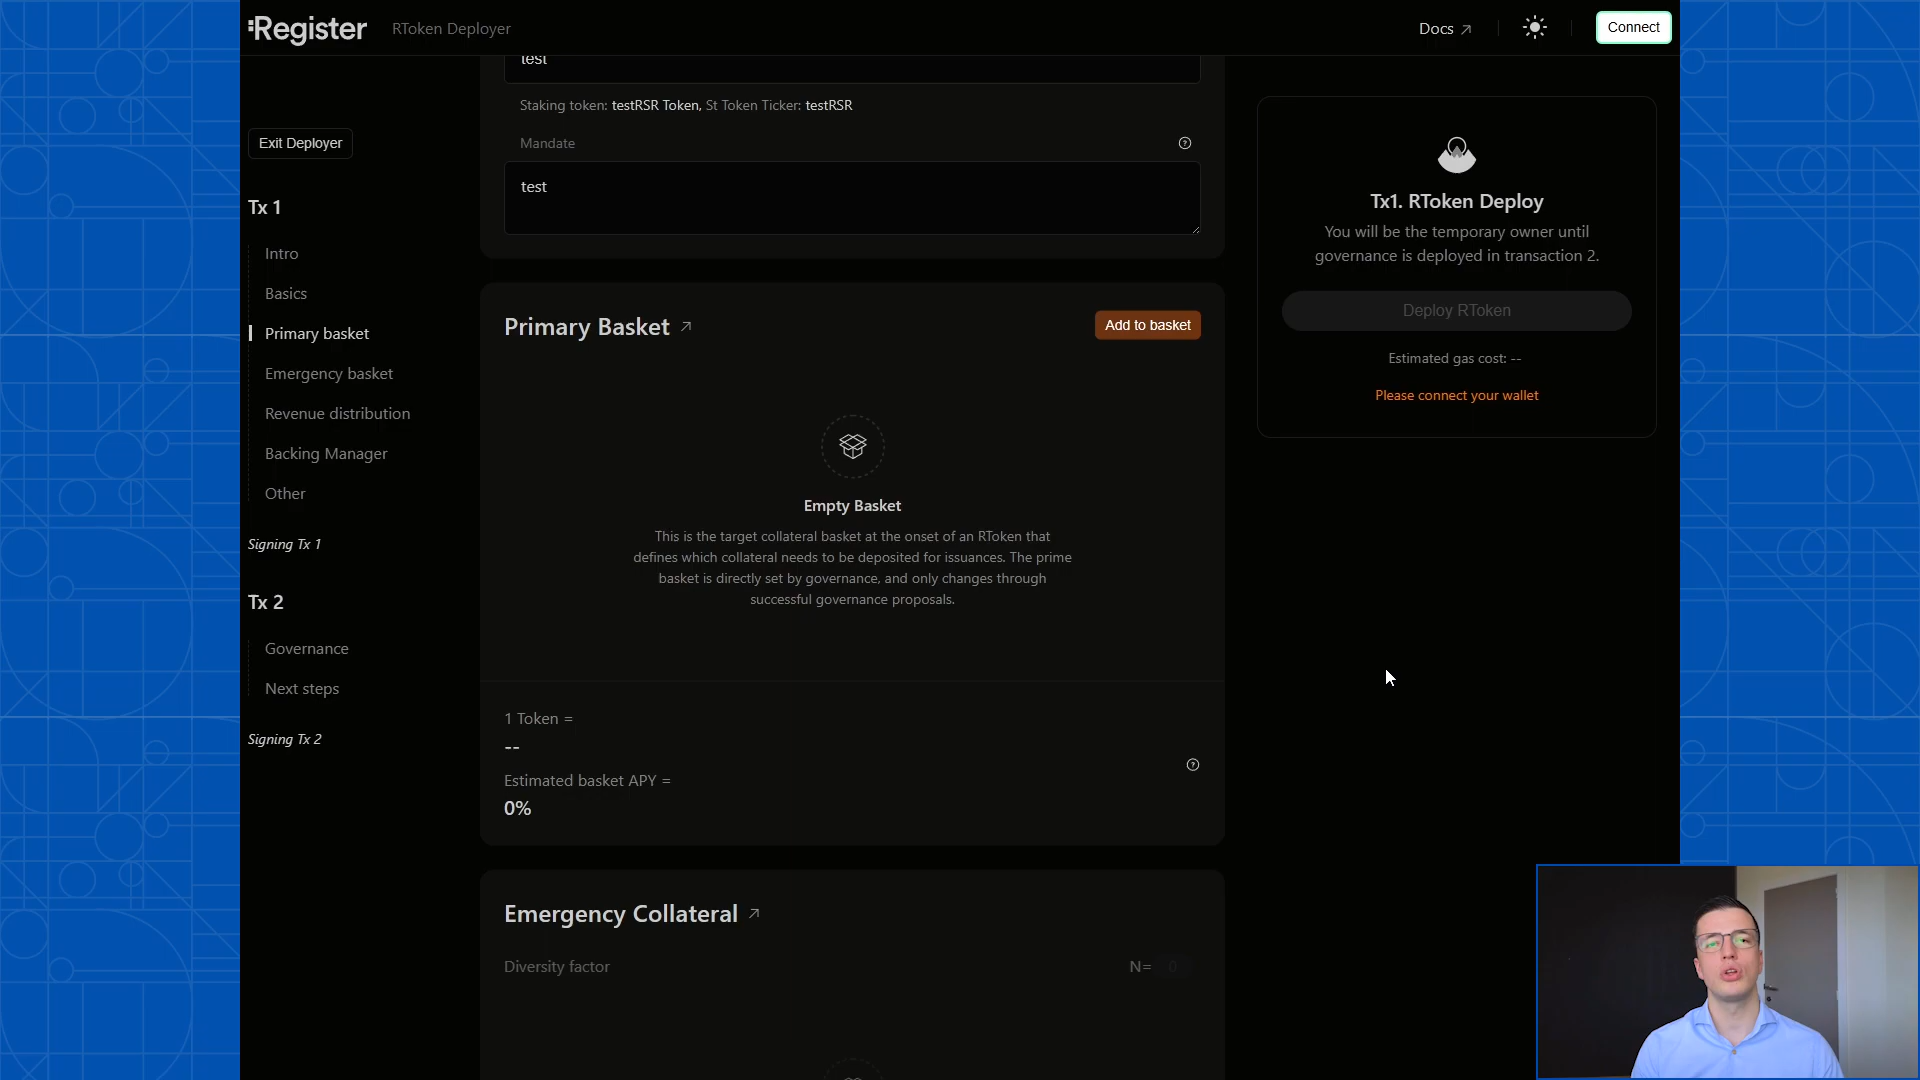 Register
RToken Deployer
Docs
Connect
test
Staking token: testRSR Token, St Token Ticker: testRSR
Mandate
test
Exit Deployer
Tx 1
Intro
Basics
Primary basket
Emergency basket
Revenue distribution
Backing Manager
Other
Signing Tx 1
Tx 2
Governance
Next steps
Signing Tx 2
Primary Basket
Add to basket
Empty Basket
This is the target collateral basket at the onset of an RToken that
defines which collateral needs to be deposited for issuances. The prime
basket is directly set by governance, and only changes through
successful governance proposals.
1 Token =
--
Estimated basket APY =
0%
Emergency Collateral
Diversity factor
N= 0
Tx1. RToken Deploy
You will be the temporary owner until
governance is deployed in transaction 2.
Deploy RToken
Estimated gas cost: --
Please connect your wallet